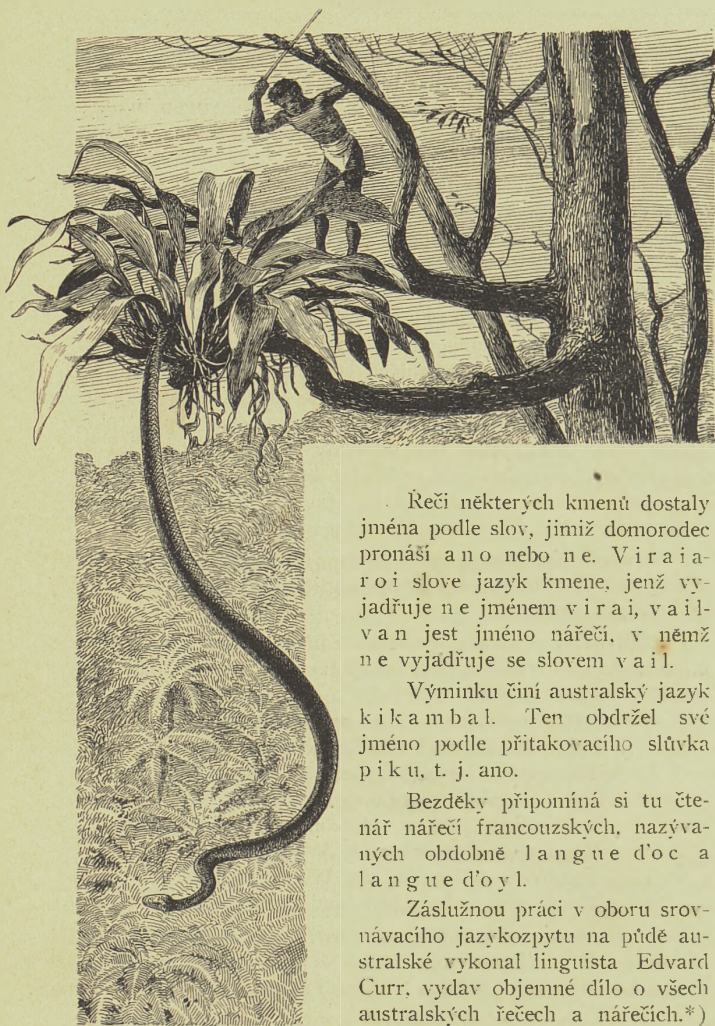 Řeči některých kmenů dostaly
jména podle slov, jimiž domorodec
pronáší ano nebo ne. Viraia-
roi slove jazyk kmene, jenž vy-
jadřuje ne jménem virai, vail-
van jest jméno nářečí, v němž
ne vyjadřuje se slovem vail.
Výminku činí australský jazyk
kikambal. Ten obdržel své
jméno podle přitakovacího slůvka
piku, t. j. ano.
Bezděky připomíná si tu čte-
nář nářečí francouzských, nazýva-
ných obdobně langue d'oc a
langue d'oyl.
Záslužnou práci v oboru srov-
návacího jazykozpytu na půdě au-
stralské vykonal linguista Edvard
Curr, vydav objemné dílo o všech
australských řečech a nářečích.*)